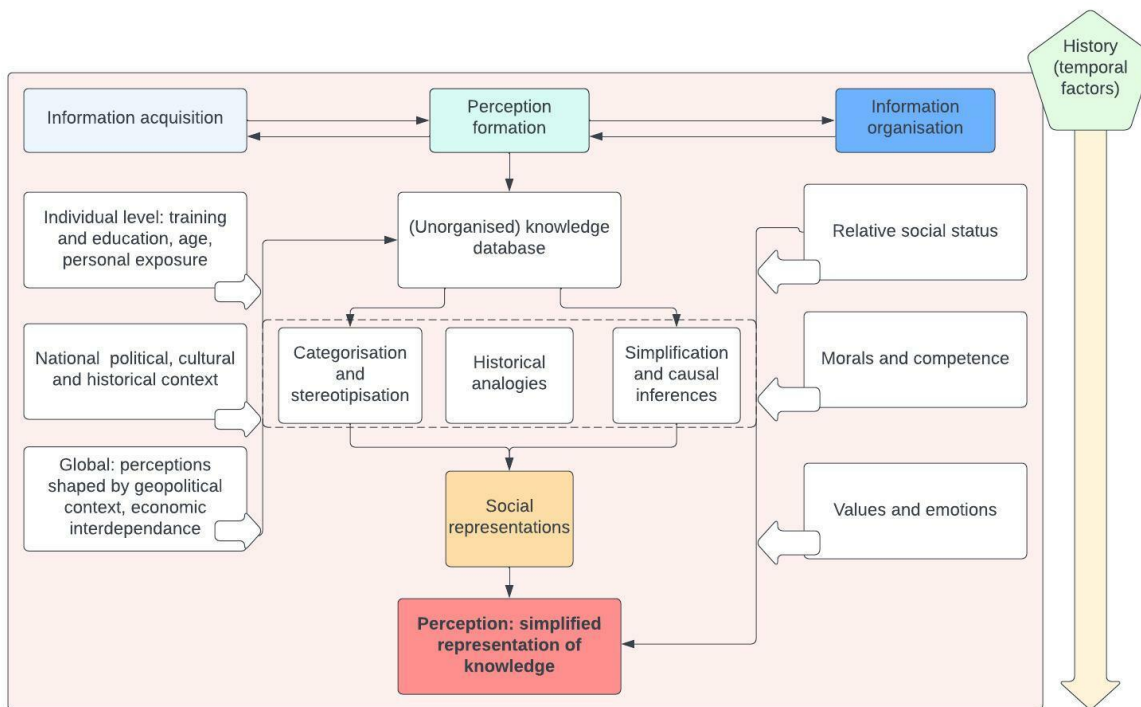 History
(temporal
factors)
Information acquisition
Perception
formation
Information
organisation
Individual level: training
and education, age,
personal exposure
(Unorganised) knowledge
database
Relative social status
National  political, cultural
and historical context
Categorisation
and
stereotipisation
Historical
analogies
Simplification
and causal
inferences
Morals and competence
Global: perceptions
shaped by geopolitical
context, economic
interdependance
Social
representations
Values and emotions
Perception: simplified
representation of
knowledge